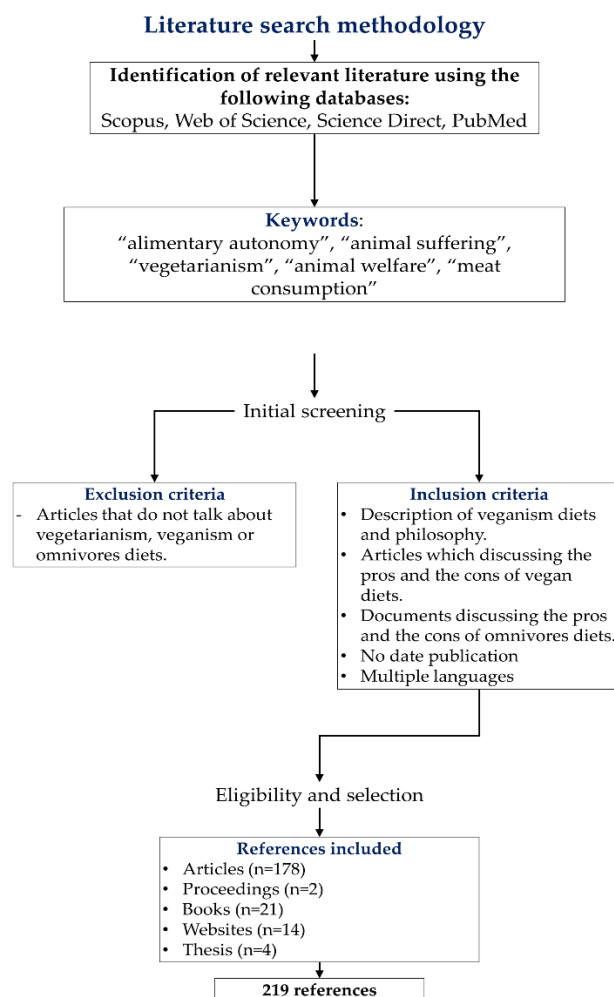 Literature search methodology
Identification of relevant literature using the
following databases:
Scopus, Web of Science, Science Direct, PubMed
Keywords:
“alimentary autonomy”, “animal suffering”,
“vegetarianism”, “animal welfare”, “meat
consumption”
Initial screening
Exclusion criteria
- Articles that do not talk about
vegetarianism, veganism or
omnivores diets.
Inclusion criteria
• Description of veganism diets
and philosophy.
• Articles which discussing the
pros and the cons of vegan
diets.
• Documents discussing the pros
and the cons of omnivores diets.
• No date publication
• Multiple languages
Eligibility and selection
References included
• Articles (n=178)
• Proceedings (n=2)
• Books (n=21)
• Websites (n=14)
• Thesis (n=4)
219 references